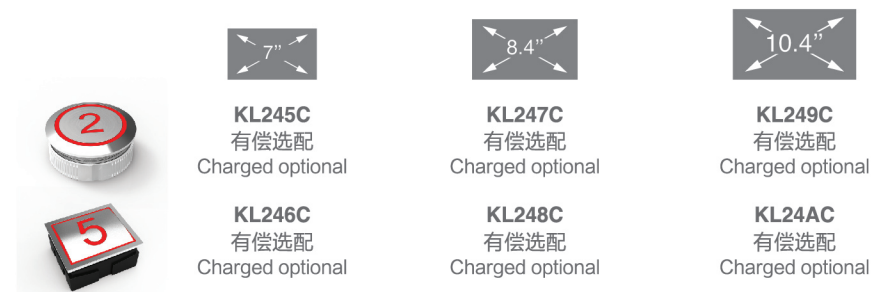 7”
8.4”
10.4”
2
KL245C
有偿选配
Charged optional
KL247C
有偿选配
Charged optional
KL249C
有偿选配
Charged optional
5
KL246C
有偿选配
Charged optional
KL248C
有偿选配
Charged optional
KL24AC
有偿选配
Charged optional